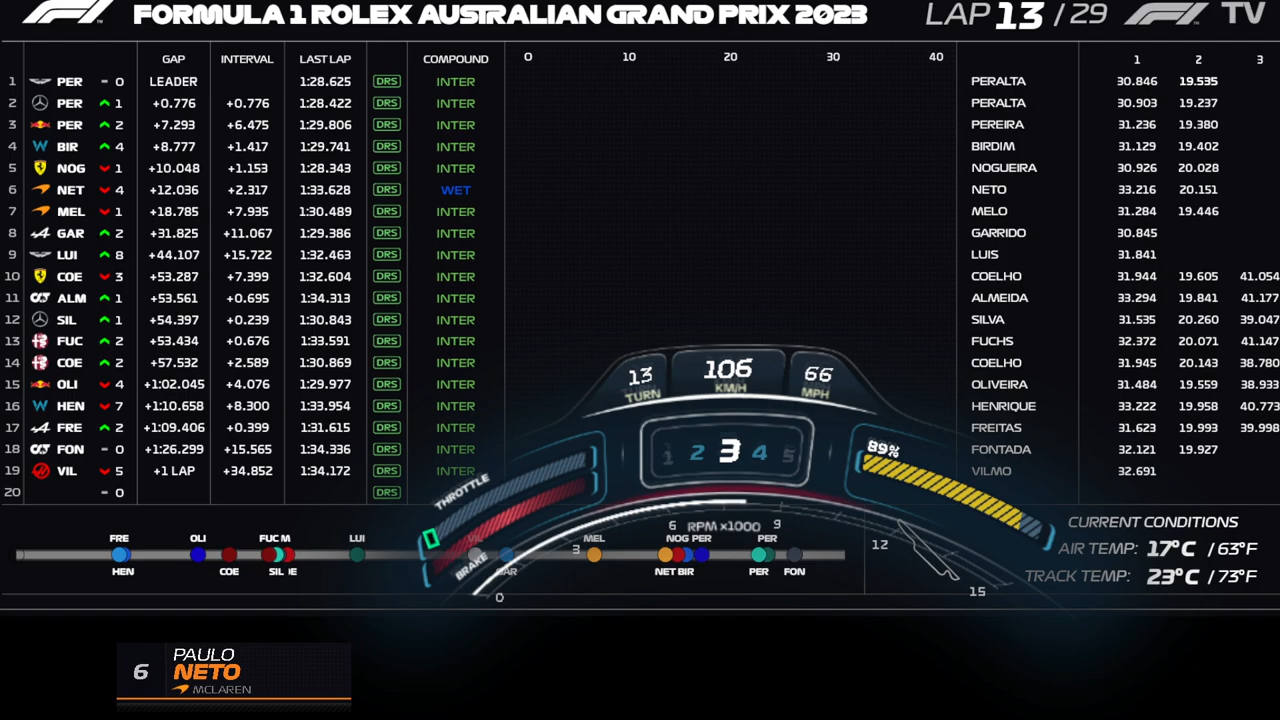 FORMULA 1 ROLEX AUSTRALIAN GRAND PRIX 2023 LAP 13 / 29 F1 TV
GAP INTERVAL LAST LAP COMPOUND 0 10 20 30 40 1 2 3
1 PER - 0 LEADER 1:28.625 DRS INTER PERALTA 30.846 19.535
2 PER 1 +0.776 +0.776 1:28.422 DRS INTER PERALTA 30.903 19.237
3 PER 2 +7.293 +6.475 1:29.806 DRS INTER PEREIRA 31.236 19.380
4 BIR 4 +8.777 +1.417 1:29.741 DRS INTER BIRDIM 31.129 19.402
5 NOG 1 +10.048 +1.153 1:28.343 DRS INTER NOGUEIRA 30.926 20.028
6 NET 4 +12.036 +2.317 1:33.628 DRS WET NETO 33.216 20.151
7 MEL 1 +18.785 +7.935 1:30.489 DRS INTER MELO 31.284 19.446
8 GAR 2 +31.825 +11.067 1:29.386 DRS INTER GARRIDO 30.845
9 LUI 8 +44.107 +15.722 1:32.463 DRS INTER LUIS 31.841
10 COE 3 +53.287 +7.399 1:32.604 DRS INTER COELHO 31.944 19.605 41.054
11 ALM 1 +53.561 +0.695 1:34.313 DRS INTER ALMEIDA 33.294 19.841 41.177
12 SIL 1 +54.397 +0.239 1:30.843 DRS INTER SILVA 31.535 20.260 39.047
13 FUC 2 +53.434 +0.676 1:33.591 DRS INTER FUCHS 32.372 20.071 41.147
14 COE 2 +57.532 +2.589 1:30.869 DRS INTER COELHO 31.945 20.143 38.780
15 OLI 4 +1:02.045 +4.076 1:29.977 DRS INTER OLIVEIRA 31.484 19.559 38.933
16 HEN 7 +1:10.658 +8.300 1:33.954 DRS INTER HENRIQUE 33.222 19.958 40.773
17 FRE 2 +1:09.406 +0.399 1:31.615 DRS INTER FREITAS 31.623 19.993 39.998
18 FON - 0 +1:26.299 +15.565 1:34.336 DRS INTER FONTADA 32.121 19.927
19 VIL 5 +1 LAP +34.852 1:34.172 DRS INTER VILMO 32.691
20 - 0 DRS
13 106 66
TURN KM/H MPH
1 2 3 4 5
89%
THROTTLE
0
BRAKE
0 3 6 RPM x1000 9 12 15
FRE OLI FUC M LUI VIL MEL NOG PER PER
HEN COE SIL E GAR NET BIR PER FON
CURRENT CONDITIONS
AIR TEMP: 17°C / 63°F
TRACK TEMP: 23°C / 73°F
6 PAULO
NETO
MCLAREN